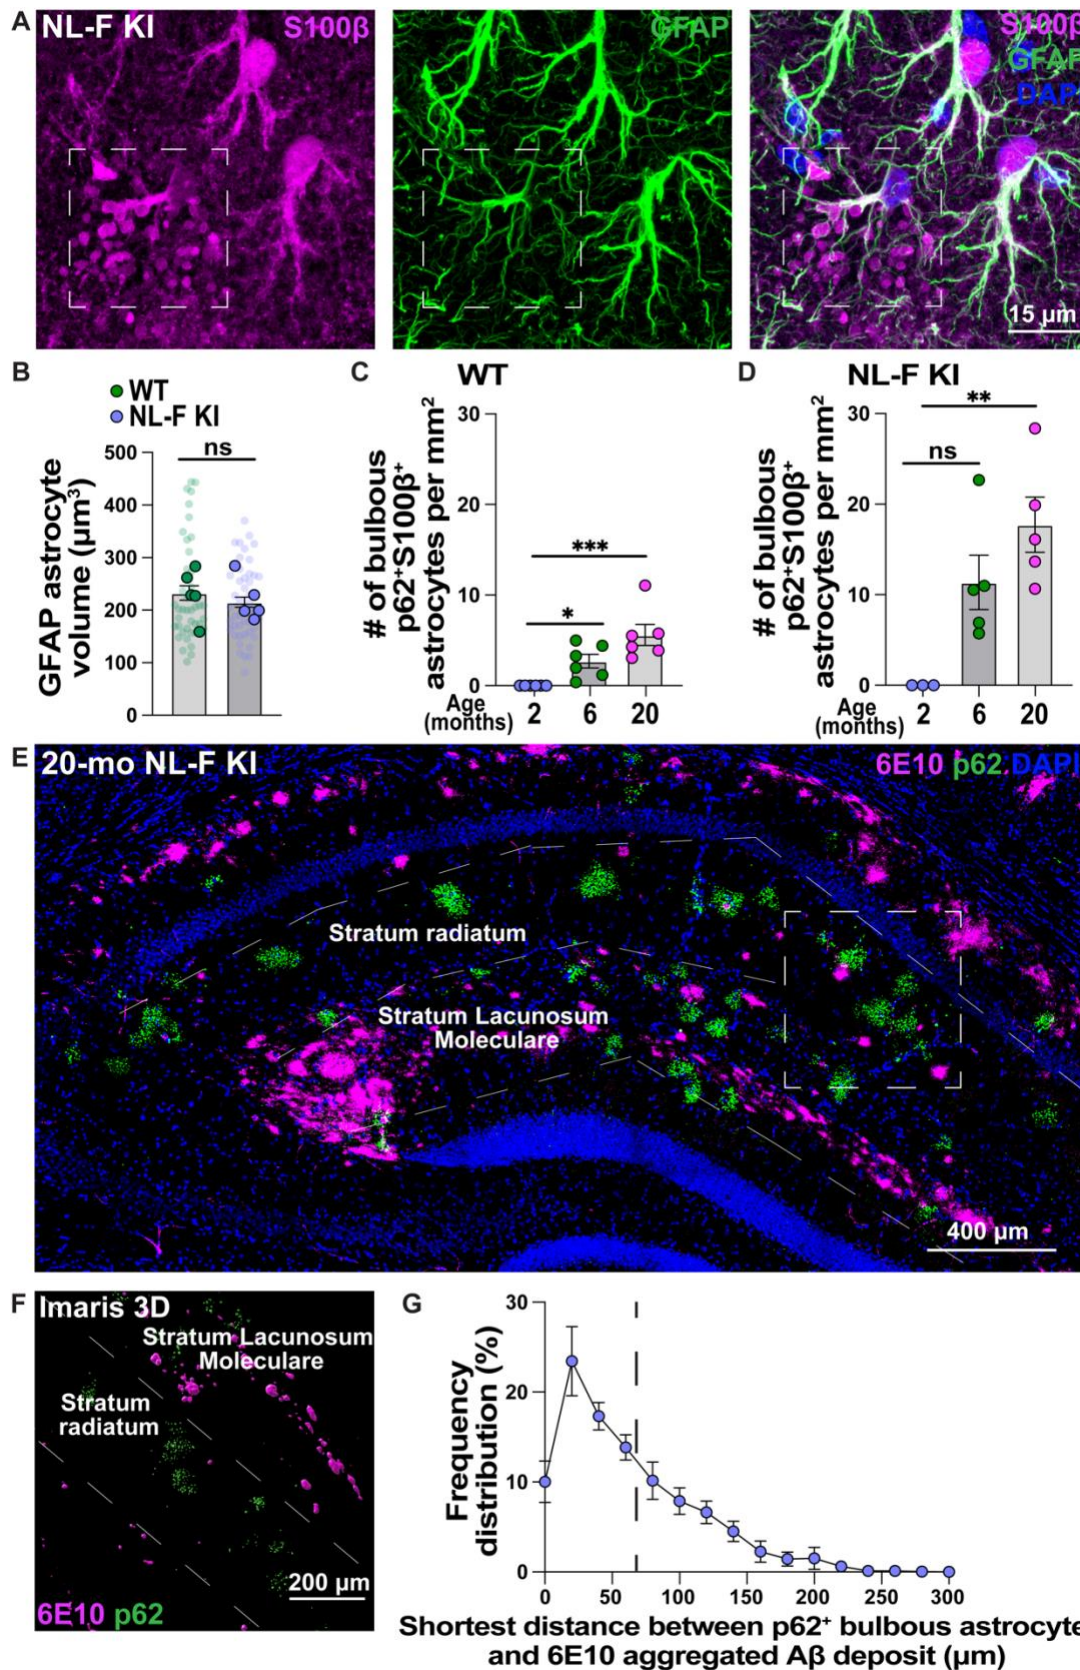 A
NL-F KI
S100β
GFAP
S100β
GFAP
DAPI
15 μm
B
WT
NL-F KI
GFAP astrocyte
volume (μm³)
500
400
300
200
100
0
ns
C
WT
# of bulbous
p62⁺S100β⁺
astrocytes per mm²
30
20
10
0
***
*
Age
(months)
2 6 20
D
NL-F KI
# of bulbous
p62⁺S100β⁺
astrocytes per mm²
30
20
10
0
**
ns
Age
(months)
2 6 20
E
20-mo NL-F KI
6E10 p62 DAPI
Stratum radiatum
Stratum Lacunosum
Moleculare
400 μm
F
Imaris 3D
Stratum Lacunosum
Moleculare
Stratum
radiatum
200 μm
6E10 p62
G
Frequency
distribution (%)
30
20
10
0
0 50 100 150 200 250 300
Shortest distance between p62⁺ bulbous astrocyte
and 6E10 aggregated Aβ deposit (μm)